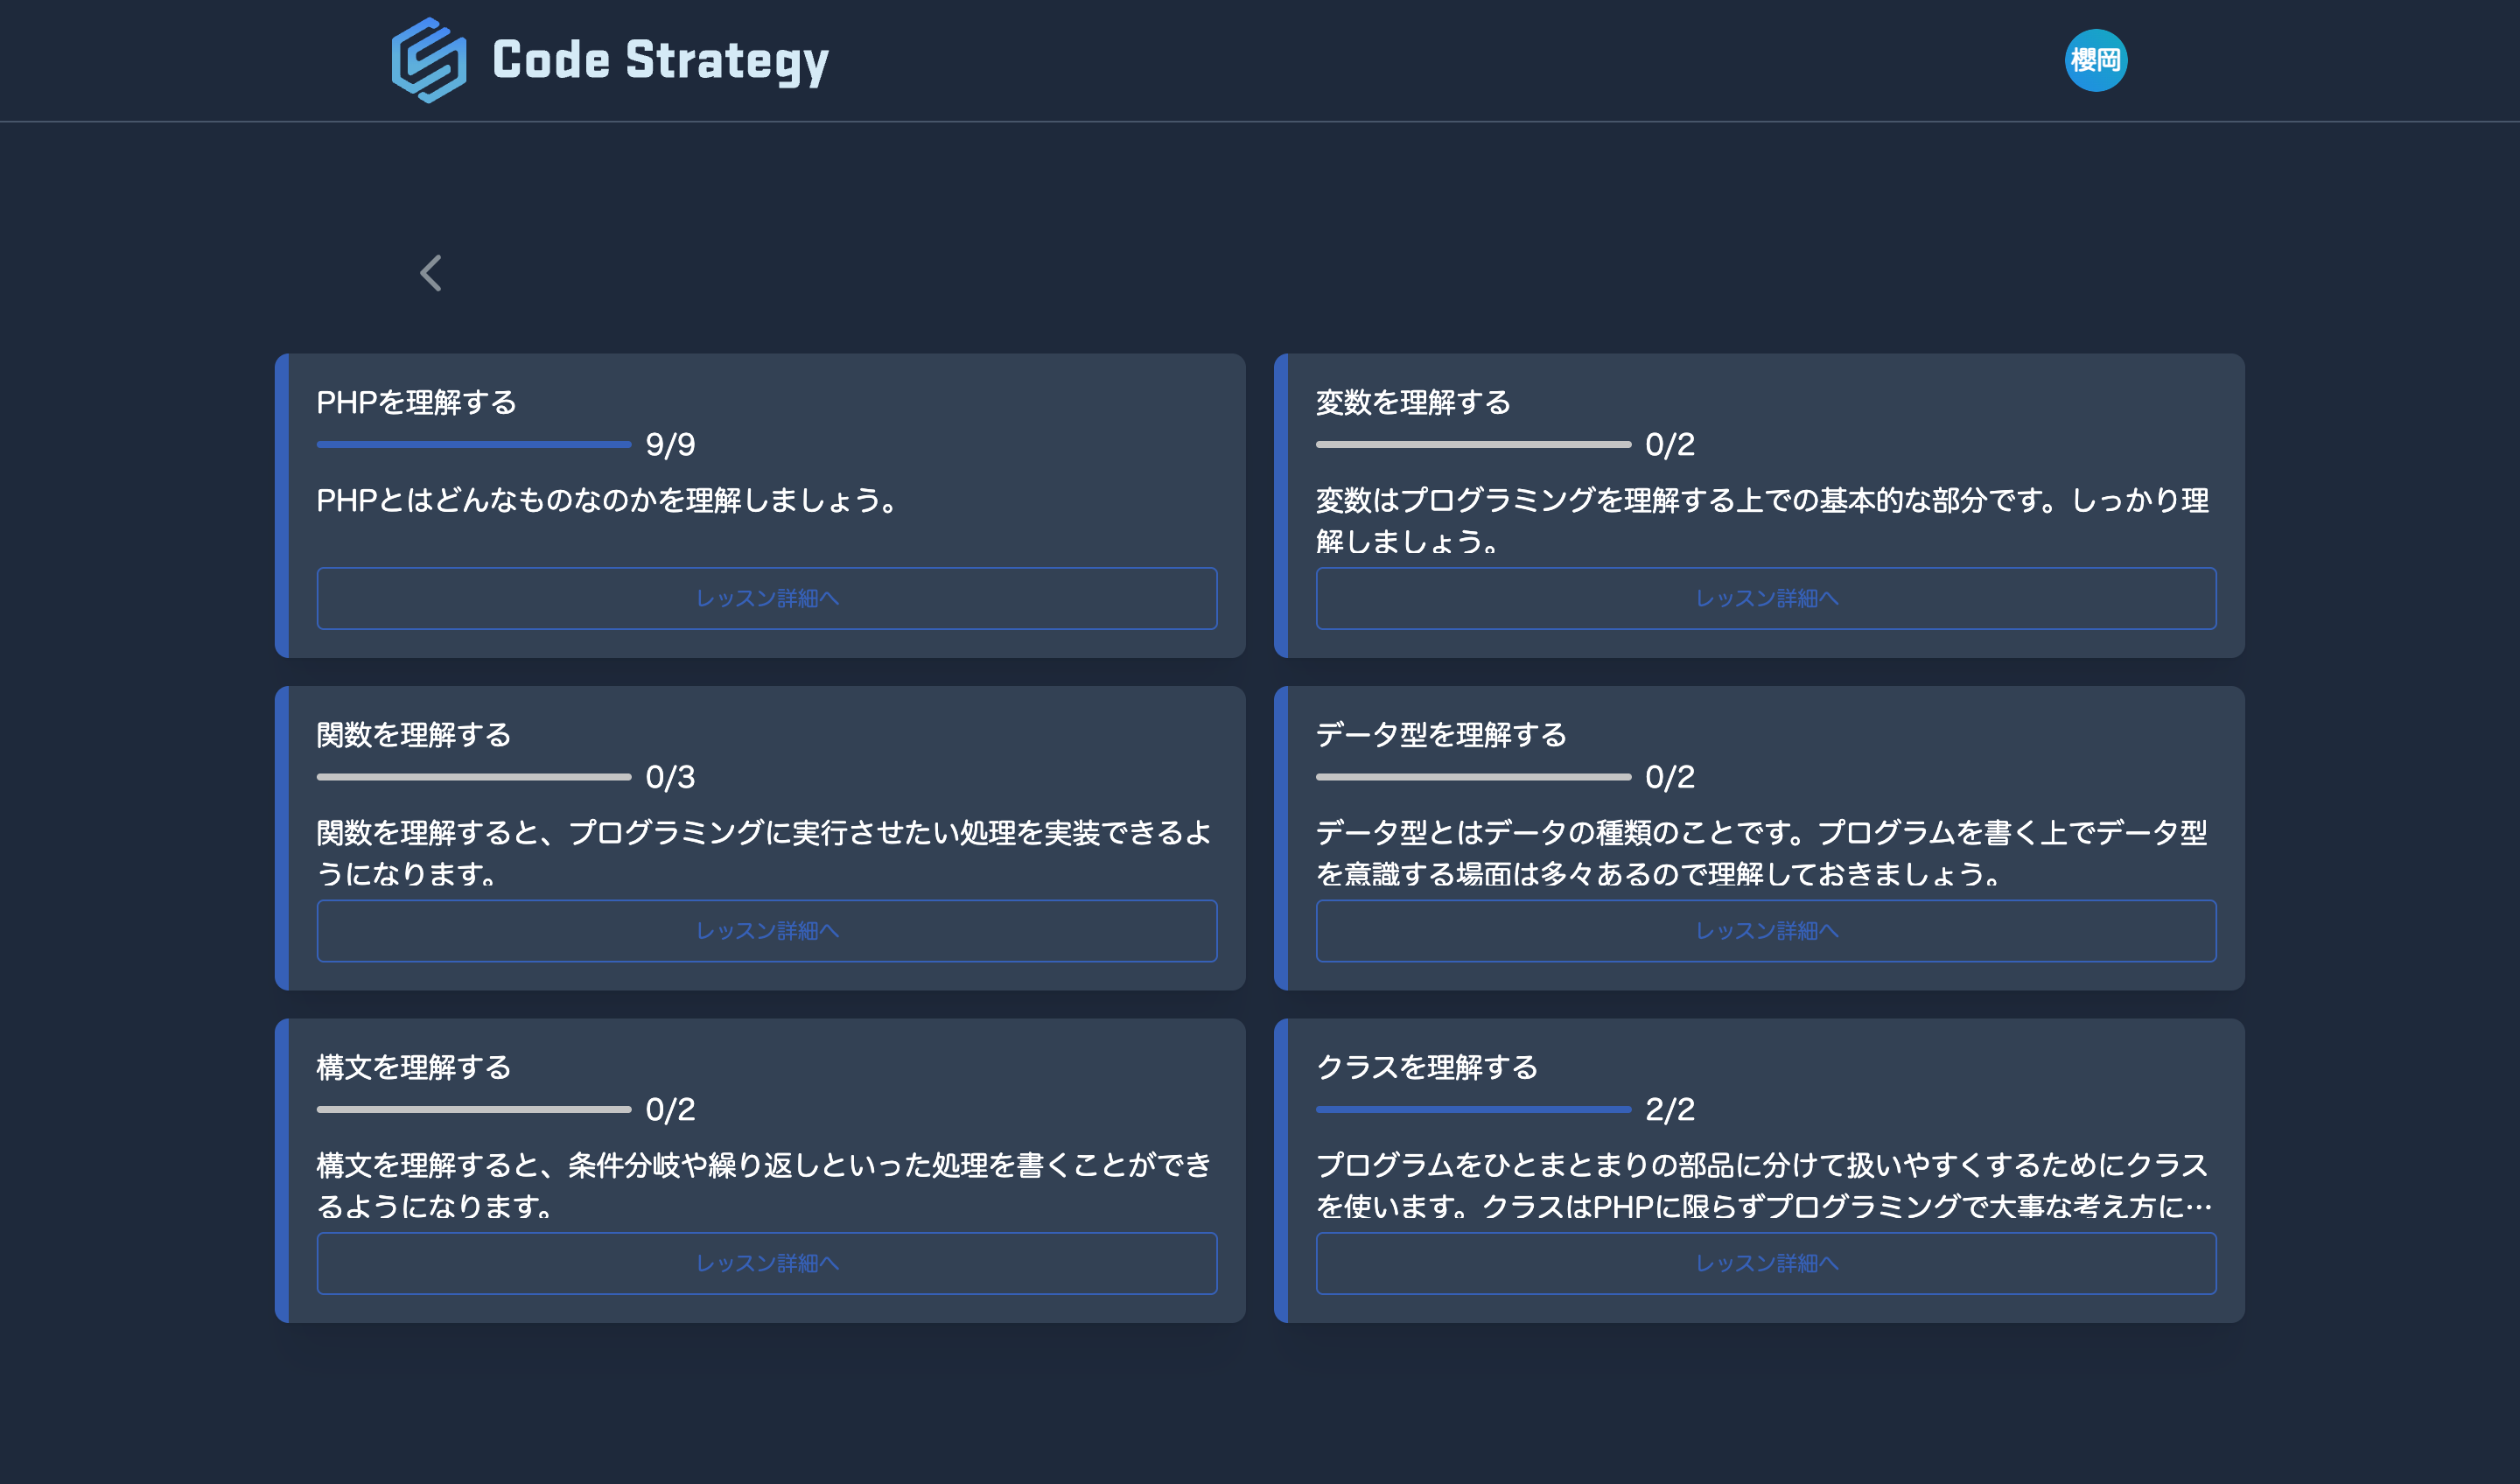 Code Strategy
櫻岡
PHPを理解する
9/9
PHPとはどんなものなのかを理解しましょう。
レッスン詳細へ
変数を理解する
0/2
変数はプログラミングを理解する上での基本的な部分です。しっかり理
解しましょう。
レッスン詳細へ
関数を理解する
0/3
関数を理解すると、プログラミングに実行させたい処理を実装できるよ
うになります。
レッスン詳細へ
データ型を理解する
0/2
データ型とはデータの種類のことです。プログラムを書く上でデータ型
を意識する場面は多々あるので理解しておきましょう。
レッスン詳細へ
構文を理解する
0/2
構文を理解すると、条件分岐や繰り返しといった処理を書くことができ
るようになります。
レッスン詳細へ
クラスを理解する
2/2
プログラムをひとまとまりの部品に分けて扱いやすくするためにクラス
を使います。クラスはPHPに限らずプログラミングで大事な考え方に…
レッスン詳細へ